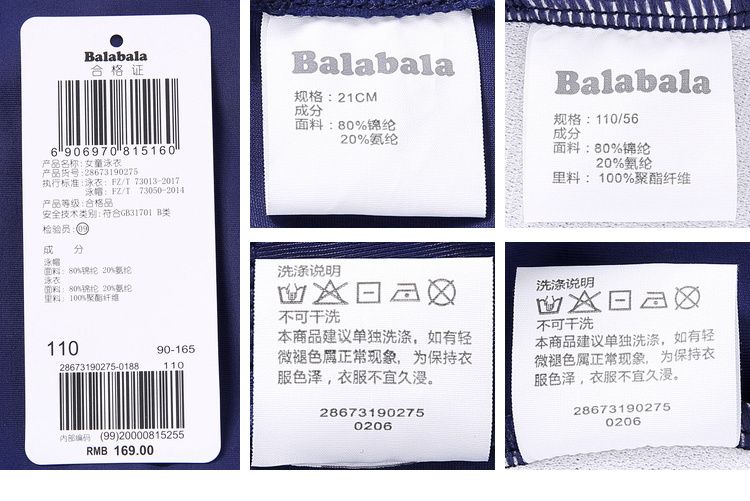 Balabala
合格证
6 906970 815160
产品名称:女童泳衣
产品货号:28673190275
执行标准:泳衣: FZ/T 73013-2017
泳帽: FZ/T 73050-2014
产品等级:合格品
安全技术类别:符合GB31701 B类
检验员:09
成 分
泳帽
面料: 80%锦纶 20%氨纶
泳衣
面料: 80%锦纶 20%氨纶
里料: 100%聚酯纤维
110 90-165
28673190275-0188 110
内部编码 (99)20000815255
RMB 169.00
Balabala
规格:21CM
成分
面料:80%锦纶
20%氨纶
Balabala
规格:110/56
成分
面料:80%锦纶
20%氨纶
里料:100%聚酯纤维
洗涤说明
不可干洗
本商品建议单独洗涤,如有轻
微褪色属正常现象,为保持衣
服色泽,衣服不宜久浸。
28673190275
0206
洗涤说明
不可干洗
本商品建议单独洗涤,如有轻
微褪色属正常现象,为保持衣
服色泽,衣服不宜久浸。
28673190275
0206